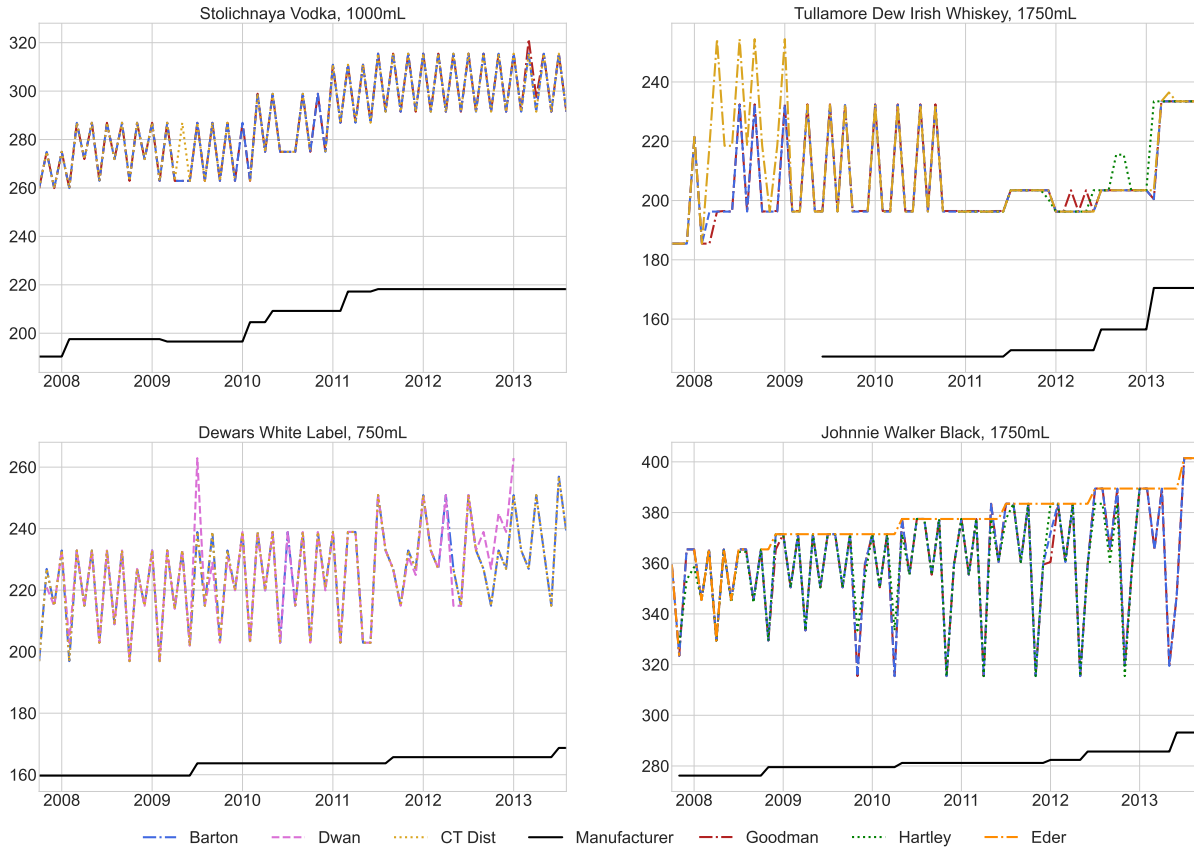 Stolichnaya Vodka, 1000mL
320
300
280
260
240
220
200
2008 2009 2010 2011 2012 2013
Tullamore Dew Irish Whiskey, 1750mL
240
220
200
180
160
2008 2009 2010 2011 2012 2013
Dewars White Label, 750mL
260
240
220
200
180
160
2008 2009 2010 2011 2012 2013
Johnnie Walker Black, 1750mL
400
380
360
340
320
300
280
2008 2009 2010 2011 2012 2013
Barton Dwan CT Dist Manufacturer Goodman Hartley Eder